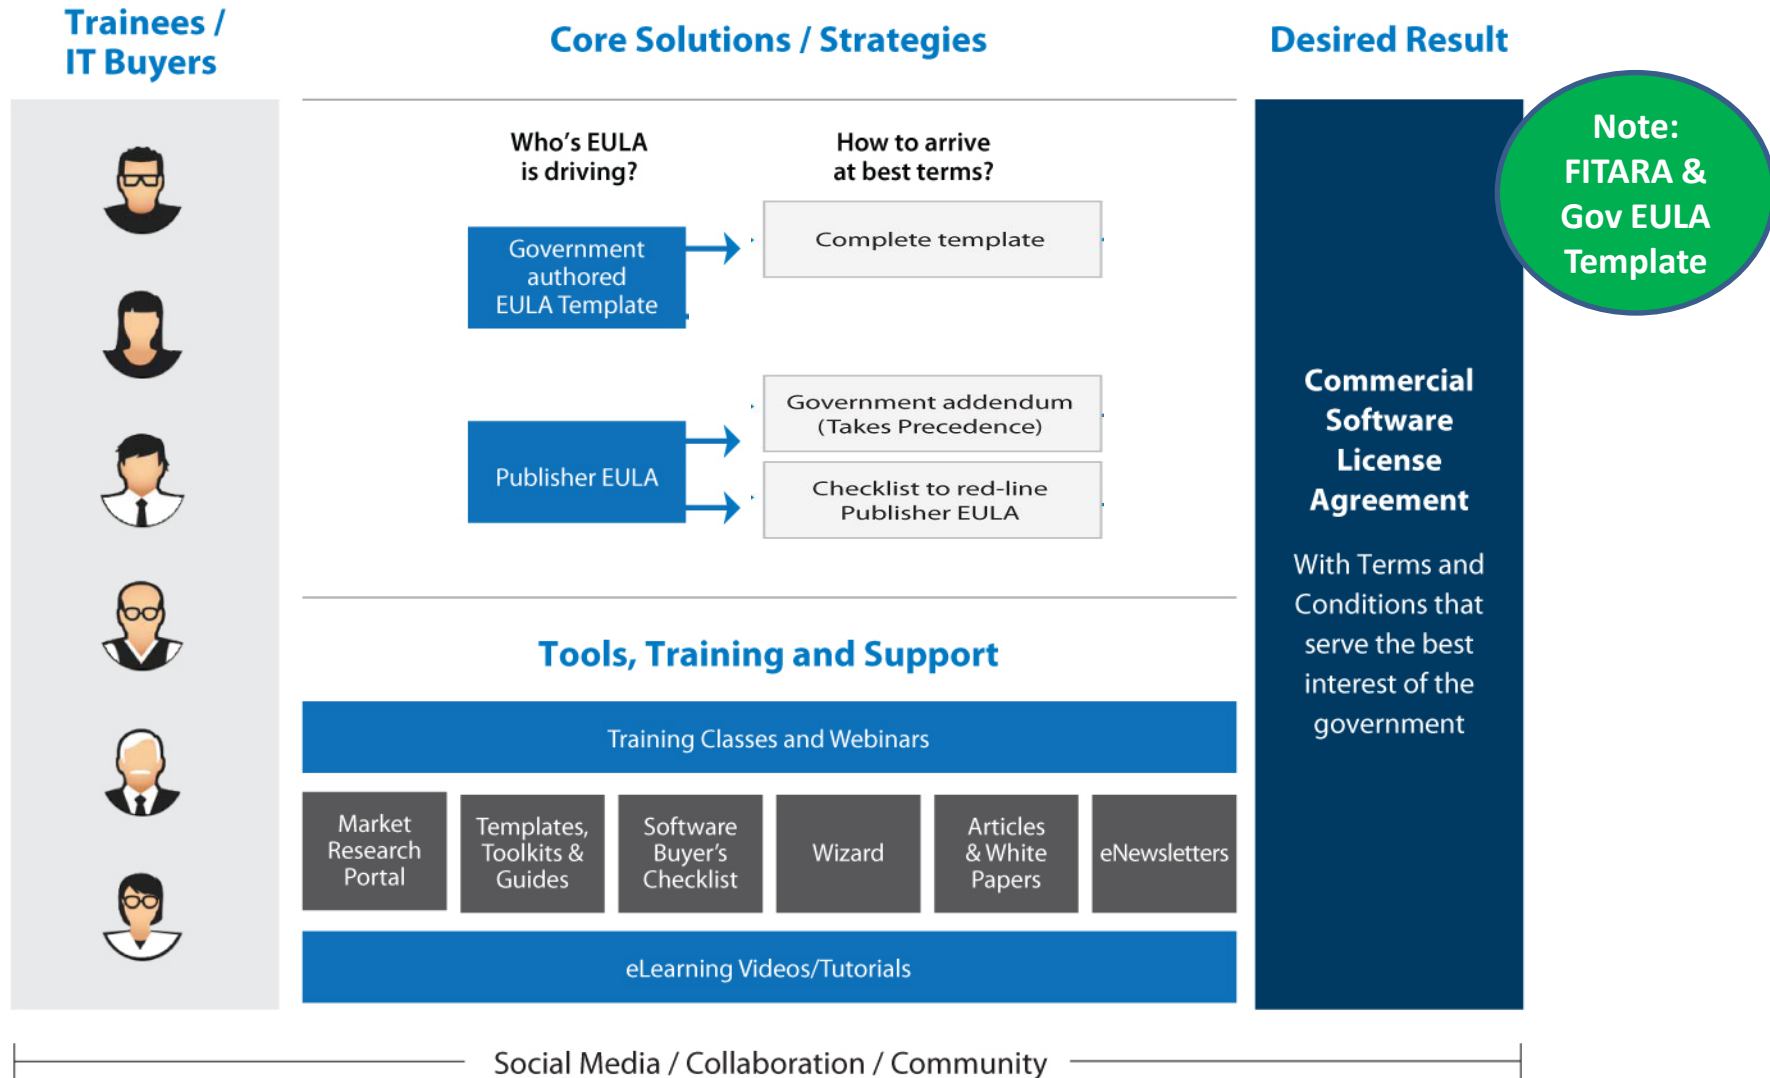 Trainees /
IT Buyers
Core Solutions / Strategies
Desired Result
Note:
FITARA &
Gov EULA
Template
Who's EULA
is driving?
How to arrive
at best terms?
Government
authored
EULA Template
Complete template
Publisher EULA
Government addendum
(Takes Precedence)
Checklist to red-line
Publisher EULA
Commercial
Software
License
Agreement
With Terms and
Conditions that
serve the best
interest of the
government
Tools, Training and Support
Training Classes and Webinars
Market
Research
Portal
Templates,
Toolkits &
Guides
Software
Buyer's
Checklist
Wizard
Articles
& White
Papers
eNewsletters
eLearning Videos/Tutorials
Social Media / Collaboration / Community